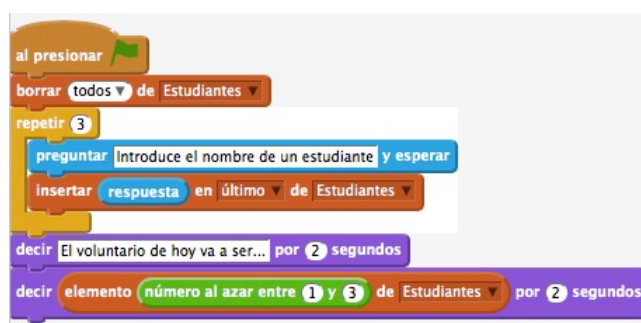 al presionar
borrar todos de Estudiantes
repetir 3
preguntar Introduce el nombre de un estudiante y esperar
insertar respuesta en último de Estudiantes
decir El voluntario de hoy va a ser... por 2 segundos
decir elemento número al azar entre 1 y 3 de Estudiantes por 2 segundos